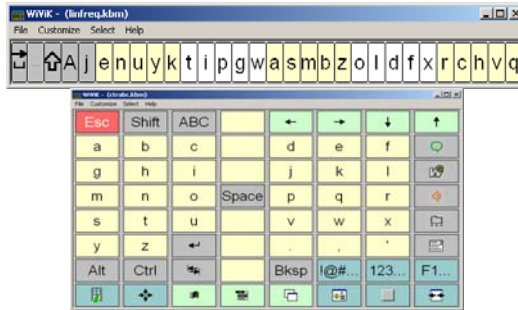 WiViK - (linfreq.kbm)
File Customize Select Help
A j e n u y k t i p g w a s m b z o l d f x r c h v q
WiViK - (ctrabc.kbm)
File Customize Select Help
Esc Shift ABC ← → ↓ ↑
a b c d e f
g h i j k l
m n o Space p q r
s t u v w x
y z . , '
Alt Ctrl Bksp !@#... 123... F1...